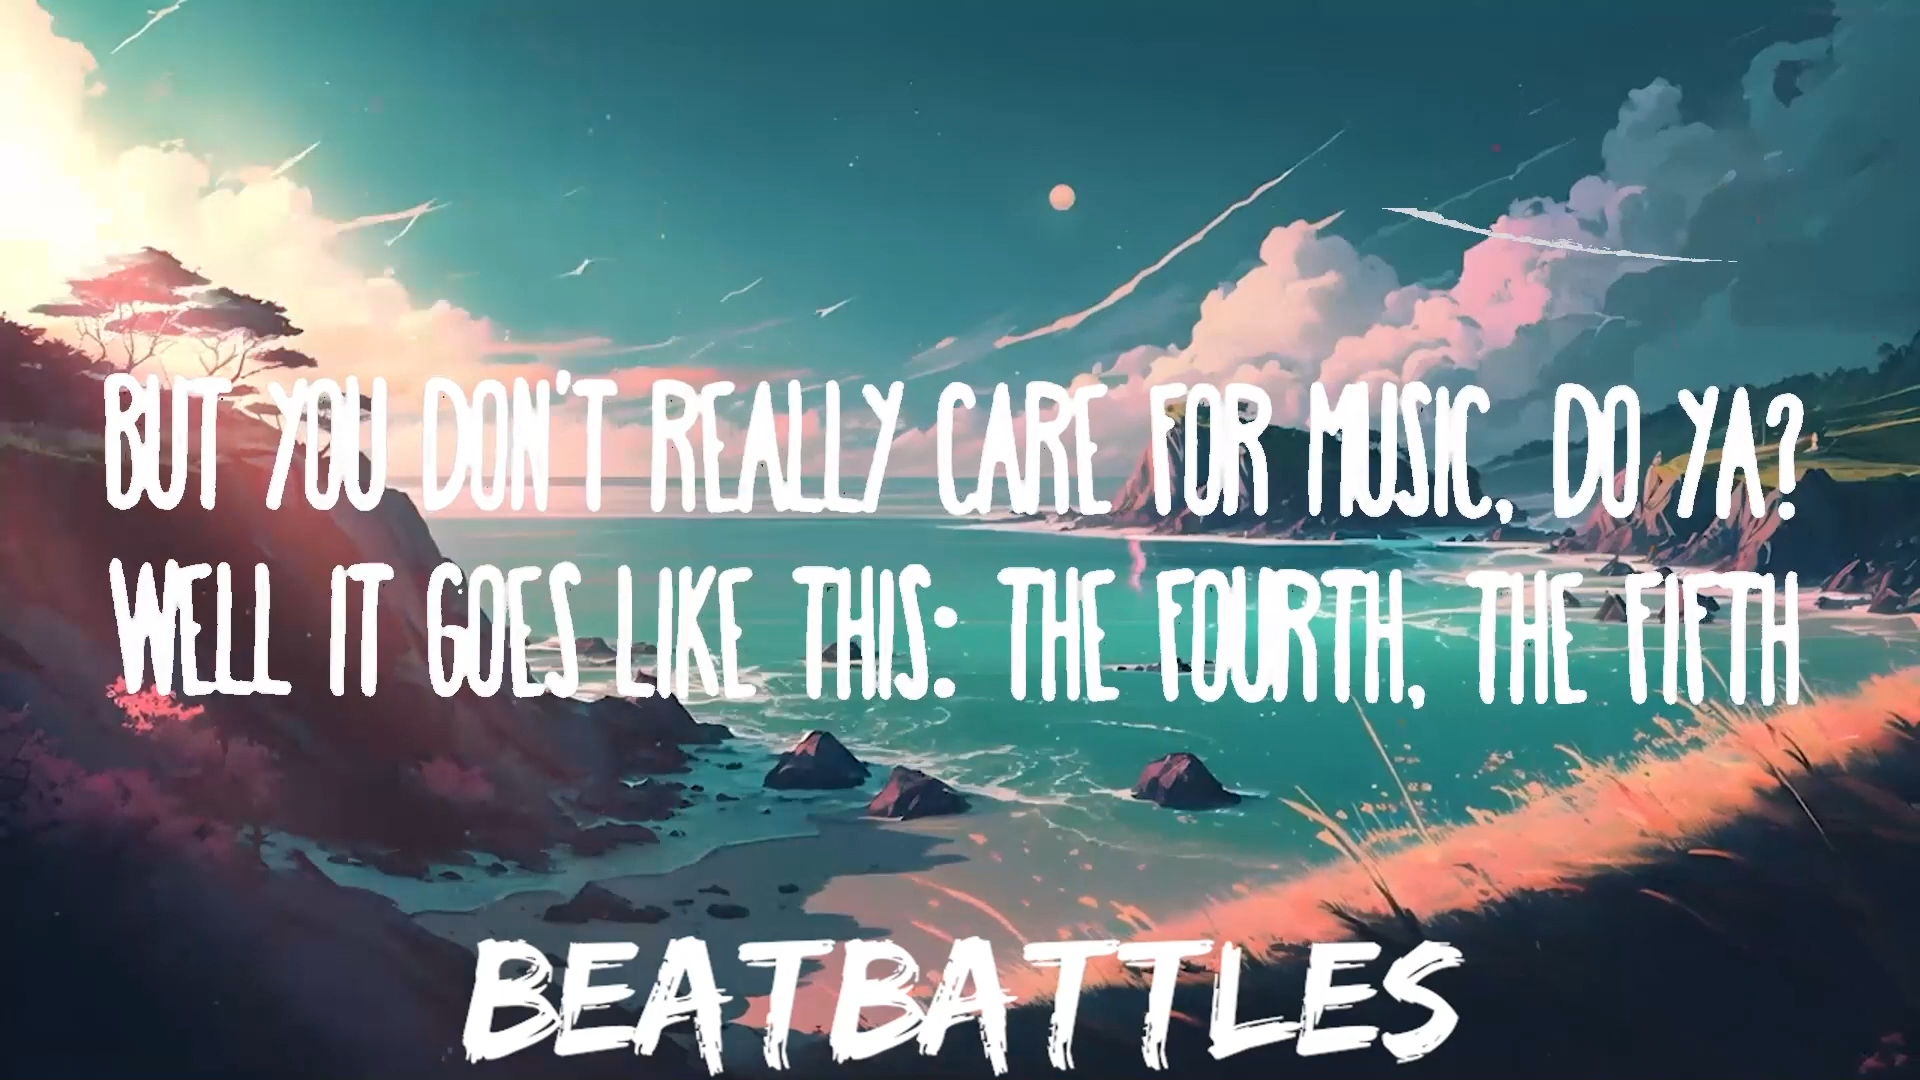 BUT YOU DON'T REALLY CARE FOR MUSIC, DO YA?
WELL IT GOES LIKE THIS: THE FOURTH, THE FIFTH
BEATBATTLES